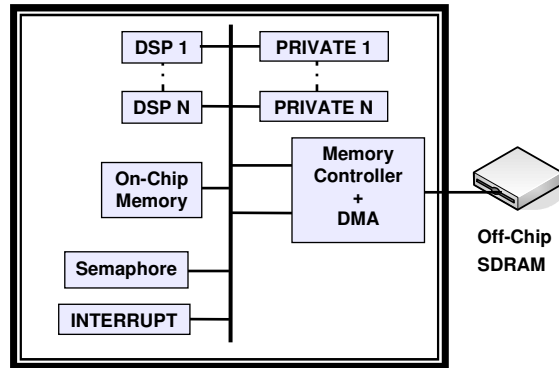 DSP 1
PRIVATE 1
DSP N
PRIVATE N
On-Chip
Memory
Memory
Controller
+
DMA
Off-Chip
SDRAM
Semaphore
INTERRUPT